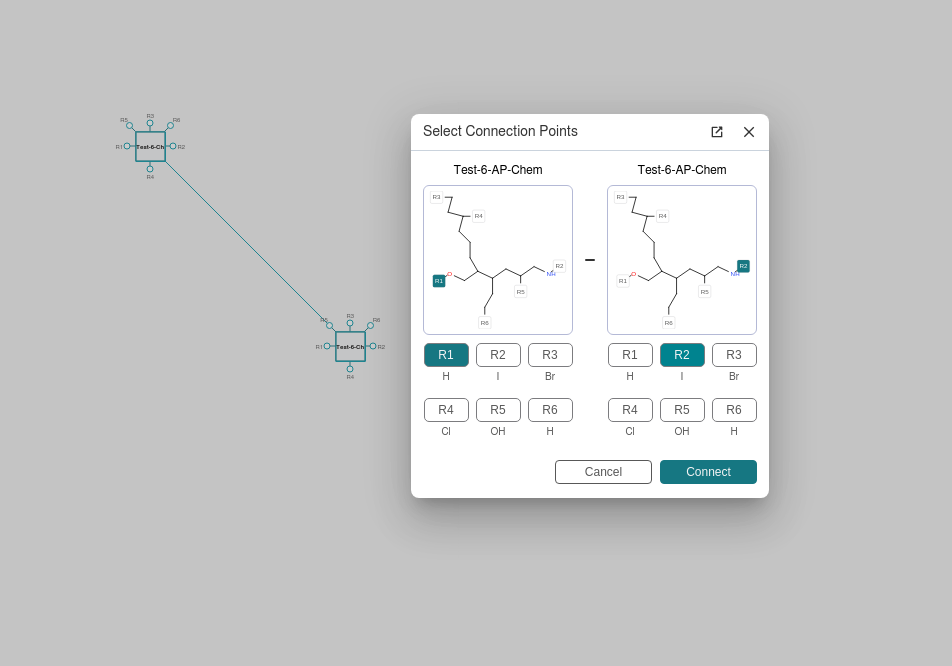 Select Connection Points
Test-6-AP-Chem
Test-6-AP-Chem
R3
R4
R1
O
NH
R2
R5
R6
R3
R4
R1
O
NH
R2
R5
R6
R1 R2 R3
H I Br
R4 R5 R6
Cl OH H
R1 R2 R3
H I Br
R4 R5 R6
Cl OH H
Cancel Connect
R5 R3 R6
R1 Test-6-Ch R2
R4
R5 R3 R6
R1 Test-6-Ch R2
R4